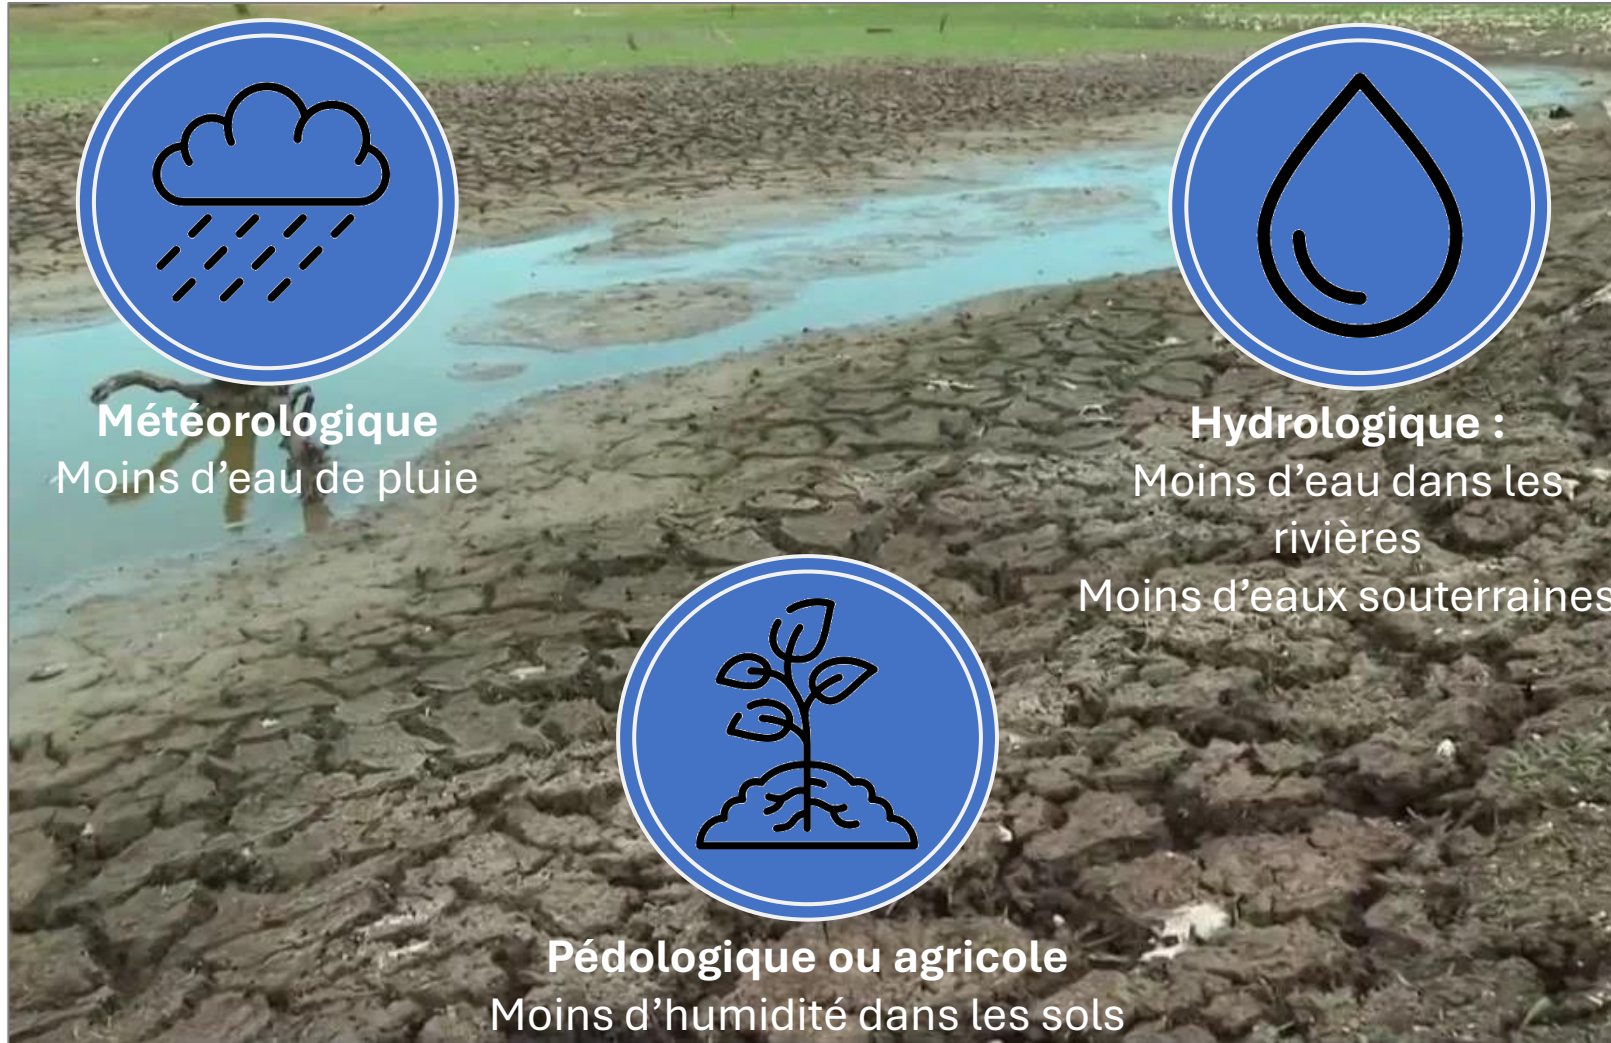 Météorologique
Moins d’eau de pluie
Hydrologique :
Moins d’eau dans les
rivières
Moins d’eaux souterraines
Pédologique ou agricole
Moins d’humidité dans les sols